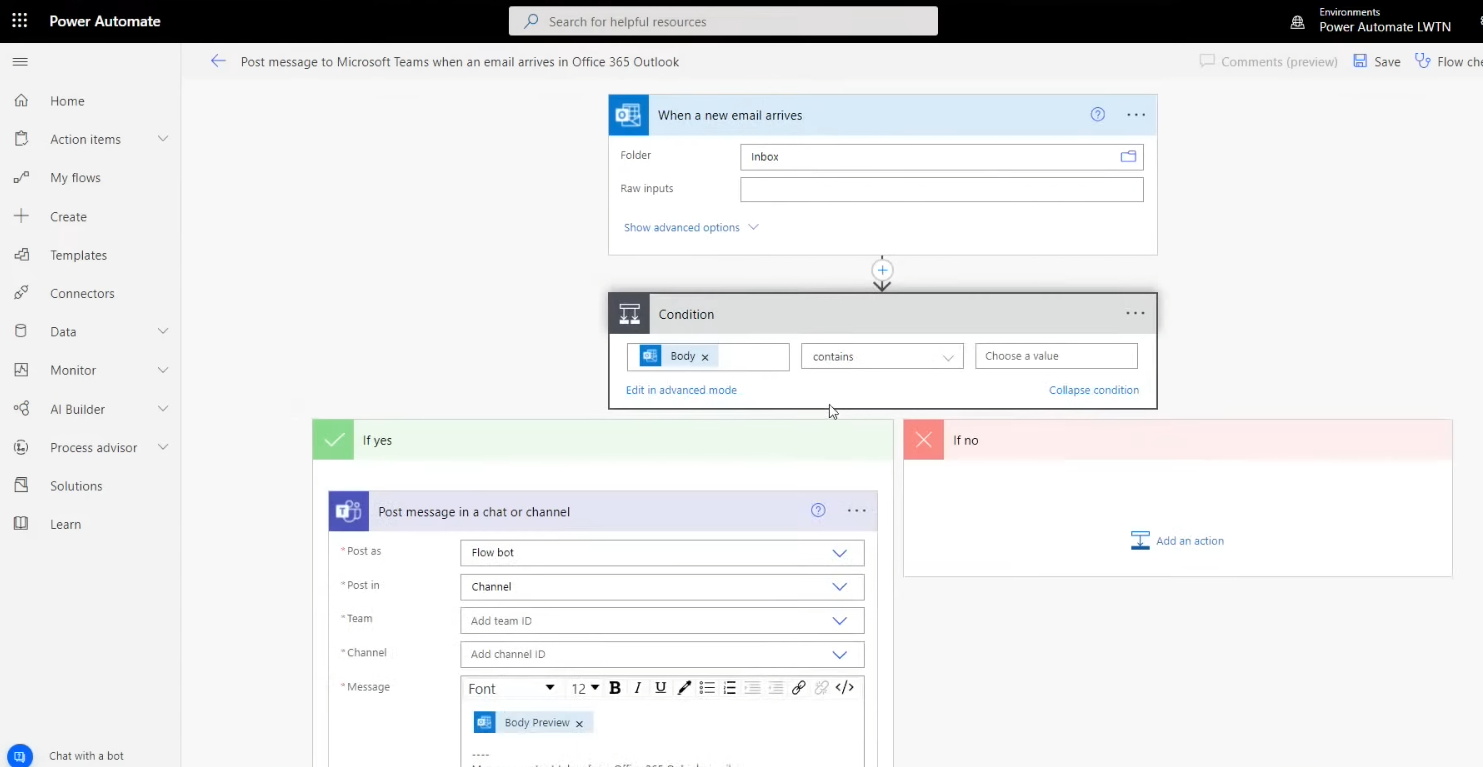 Power Automate
Search for helpful resources
Environments
Power Automate LWTN
Post message to Microsoft Teams when an email arrives in Office 365 Outlook
Comments (preview)
Save
Flow che
Home
Action items
My flows
Create
Templates
Connectors
Data
Monitor
AI Builder
Process advisor
Solutions
Learn
Chat with a bot
When a new email arrives
Folder
Inbox
Raw inputs
Show advanced options
Condition
Body
contains
Choose a value
Edit in advanced mode
Collapse condition
If yes
Post message in a chat or channel
*Post as
Flow bot
*Post in
Channel
*Team
Add team ID
*Channel
Add channel ID
*Message
Font 12 B I U </>
Body Preview
----
If no
Add an action